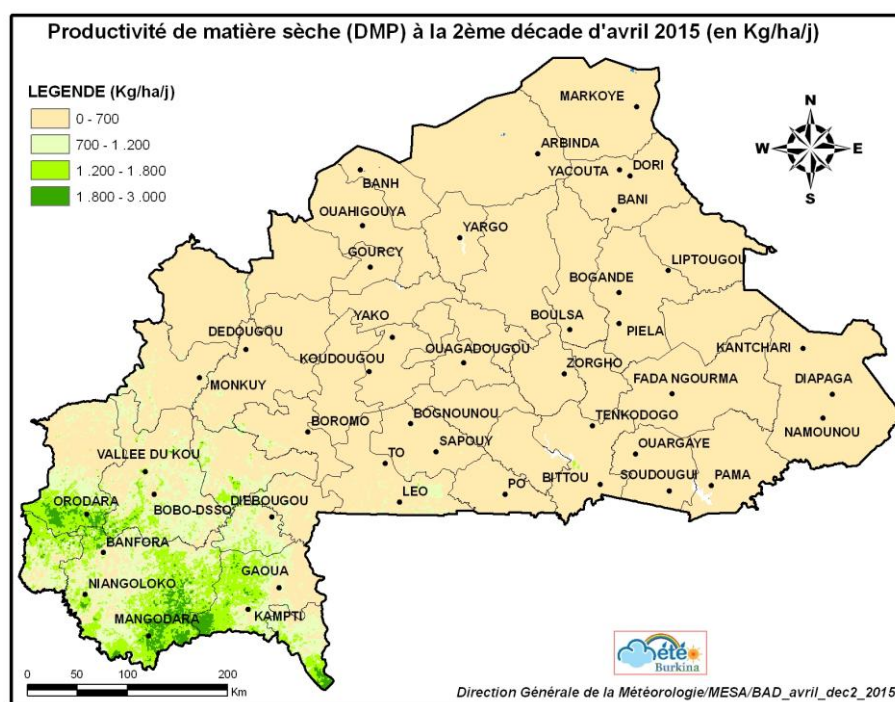 Productivité de matière sèche (DMP) à la 2ème décade d'avril 2015 (en Kg/ha/j)
LEGENDE (Kg/ha/j)
0 - 700
700 - 1.200
1.200 - 1.800
1.800 - 3.000
N
W
E
S
MARKOYE
ARBINDA
YACOUTA
DORI
BANH
BANI
OUAHIGOUYA
YARGO
GOURCY
LIPTOUGOU
BOGANDE
YAKO
BOULSA
PIELA
DEDOUGOU
KANTCHARI
KOUDOUGOU
OUAGADOUGOU
ZORGHO
FADA NGOURMA
DIAPAGA
MONKUY
BOGNOUNOU
TENKODOGO
NAMOUNOU
BOROMO
SAPOUY
OUARGAYE
VALLEE DU KOU
TO
BITTOU
SOUDOUGUI
PAMA
ORODARA
BOBO-DSSO
DIEBOUGOU
LEO
PO
BANFORA
GAOUA
NIANGOLOKO
KAMPTI
MANGODARA
0
50
100
200
Km
été
Burkina
Direction Générale de la Météorologie/MESA/BAD_avril_dec2_2015